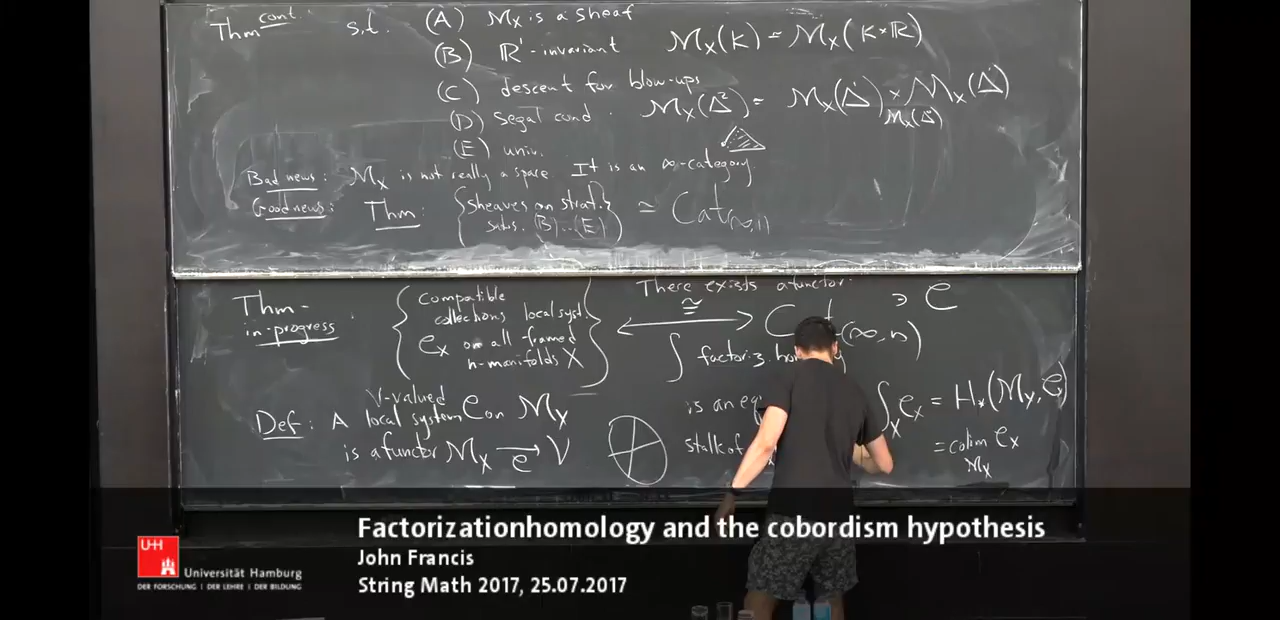 Thm cont. s.t. (A) M_X is a sheaf
(B) R¹-invariant M_X(K) = M_X(K×R)
(C) descent for blow-ups
(D) Segal cond. M_X(Δ²) = M_X(Δ¹) × M_X(Δ¹)
M_X(Δ°)
(E) univ.
Bad news: M_X is not really a space. It is an ∞-category
Good news: Thm: {sheaves on strat. satis. (B)...(E)} ≃ Cat(∞,1)
There exists a functor
Thm-in-progress:
{compatible
collections local syst
e_X on all framed
n-manifolds X}
≅
(∞,n) ∋ C
∫ factoriz. hom
Def: A V-valued local system C on M_X
is a functor M_X →C V
is an eq
stalk of
∫_X C_X = H_*(M_X, C)
= colim C_X
M_X
Factorizationhomology and the cobordism hypothesis
John Francis
String Math 2017, 25.07.2017
UH
Universität Hamburg
DER FORSCHUNG | DER LEHRE | DER BILDUNG